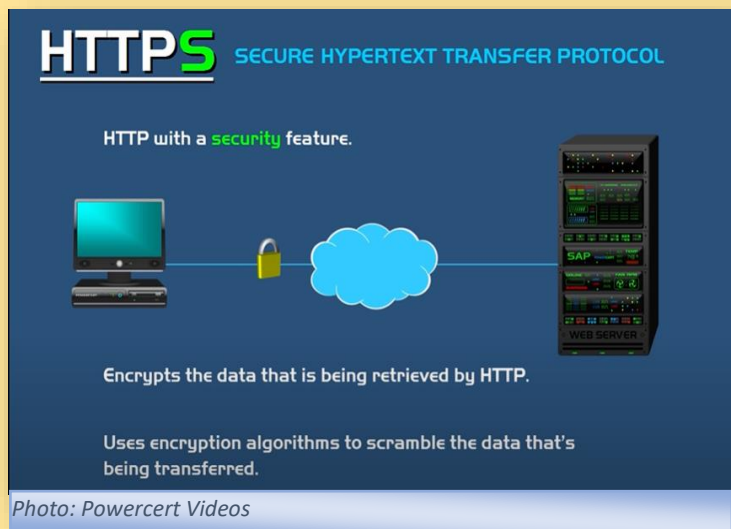 HTTPS SECURE HYPERTEXT TRANSFER PROTOCOL
HTTP with a security feature.
SAP
WEB SERVER
Encrypts the data that is being retrieved by HTTP.
Uses encryption algorithms to scramble the data that's
being transferred.
Photo: Powercert Videos